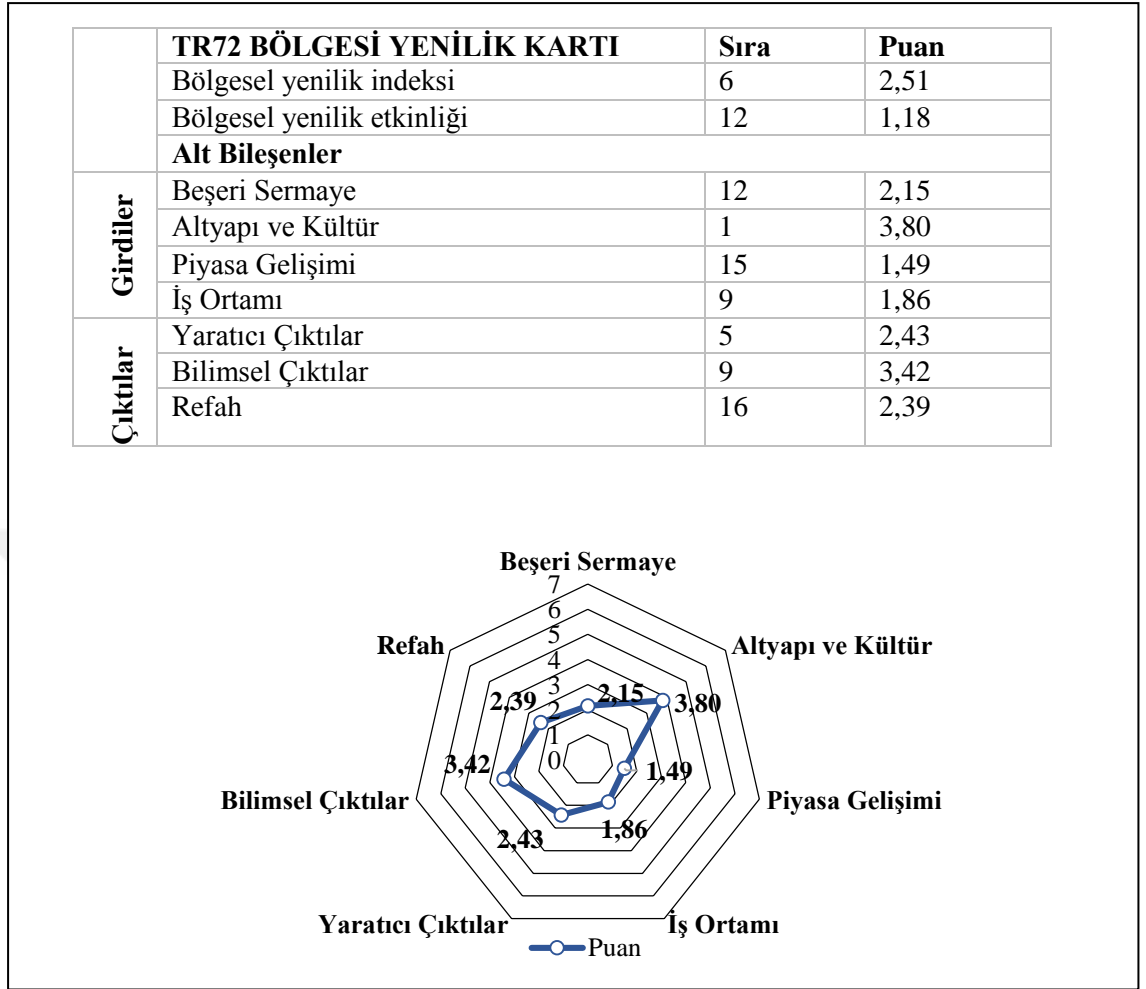 TR72 BÖLGESİ YENİLİK KARTI Sıra Puan
Bölgesel yenilik indeksi 6 2,51
Bölgesel yenilik etkinliği 12 1,18
Alt Bileşenler
Girdiler
Beşeri Sermaye 12 2,15
Altyapı ve Kültür 1 3,80
Piyasa Gelişimi 15 1,49
İş Ortamı 9 1,86
Çıktılar
Yaratıcı Çıktılar 5 2,43
Bilimsel Çıktılar 9 3,42
Refah 16 2,39
Beşeri Sermaye
7
6
5
Refah
Altyapı ve Kültür
4
3
2,39
2,15
3,80
2
1
0
3,42
1,49
Bilimsel Çıktılar
Piyasa Gelişimi
2,43
1,86
Yaratıcı Çıktılar
İş Ortamı
Puan